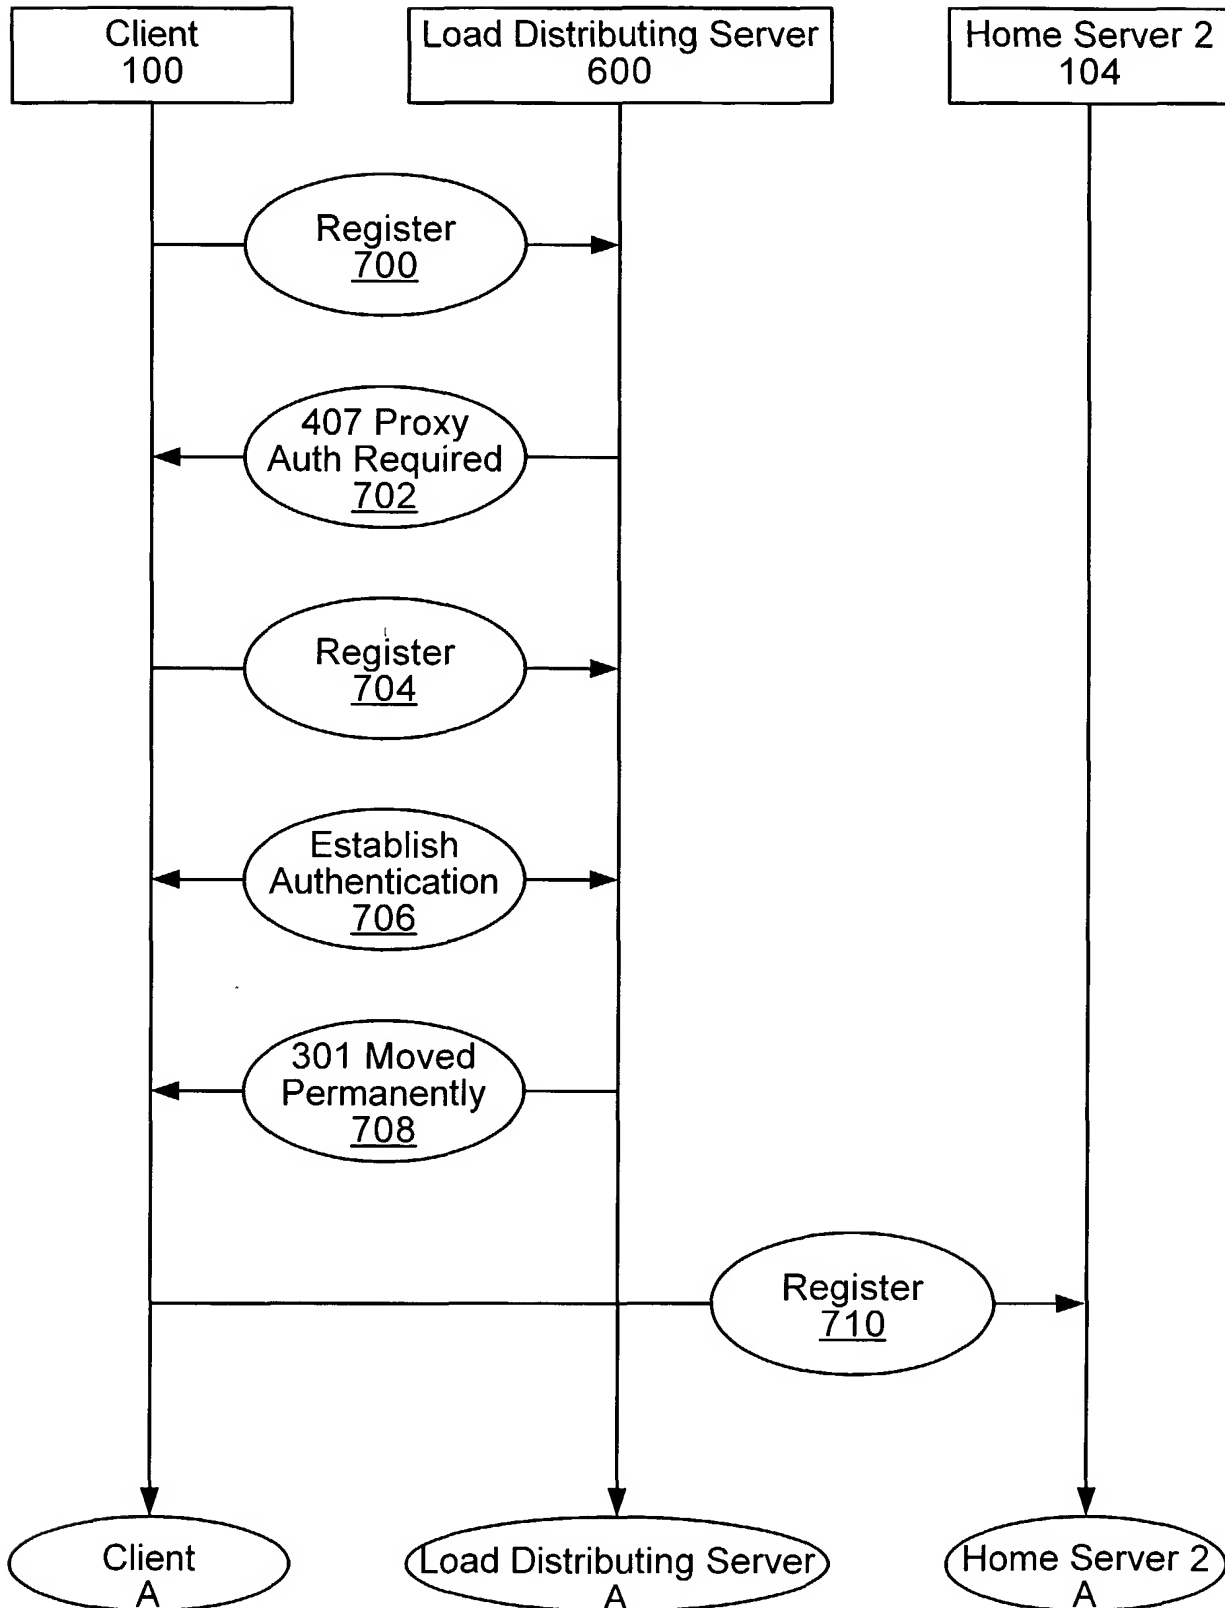 Client
100
Load Distributing Server
600
Home Server 2
104
Register
700
407 Proxy
Auth Required
702
Register
704
Establish
Authentication
706
301 Moved
Permanently
708
Register
710
Client
A
Load Distributing Server
A
Home Server 2
A